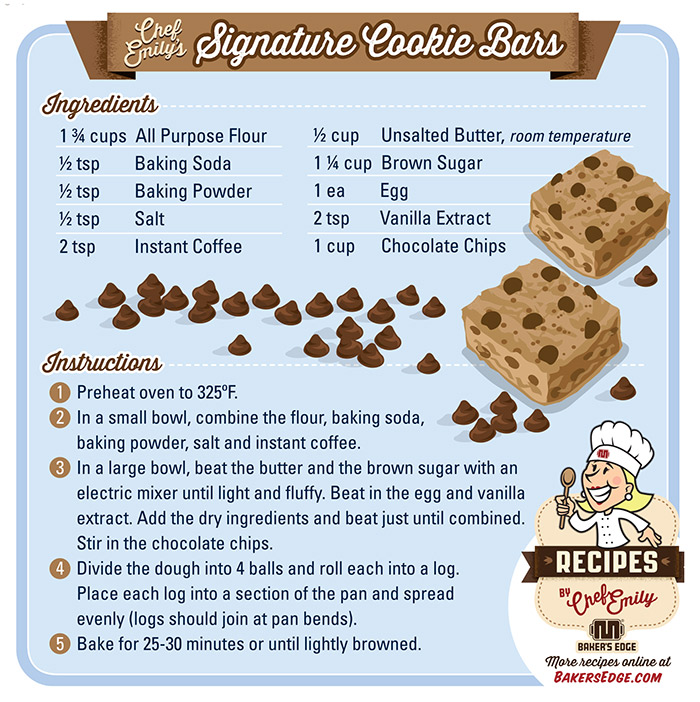 Chef Emily's Signature Cookie Bars
Ingredients
1 ¾ cups All Purpose Flour
½ tsp Baking Soda
½ tsp Baking Powder
½ tsp Salt
2 tsp Instant Coffee
½ cup Unsalted Butter, room temperature
1 ¼ cup Brown Sugar
1 ea Egg
2 tsp Vanilla Extract
1 cup Chocolate Chips
Instructions
1 Preheat oven to 325ºF.
2 In a small bowl, combine the flour, baking soda,
baking powder, salt and instant coffee.
3 In a large bowl, beat the butter and the brown sugar with an
electric mixer until light and fluffy. Beat in the egg and vanilla
extract. Add the dry ingredients and beat just until combined.
Stir in the chocolate chips.
4 Divide the dough into 4 balls and roll each into a log.
Place each log into a section of the pan and spread
evenly (logs should join at pan bends).
5 Bake for 25-30 minutes or until lightly browned.
RECIPES
BY Chef Emily
BAKER'S EDGE
More recipes online at
BAKERSEDGE.COM